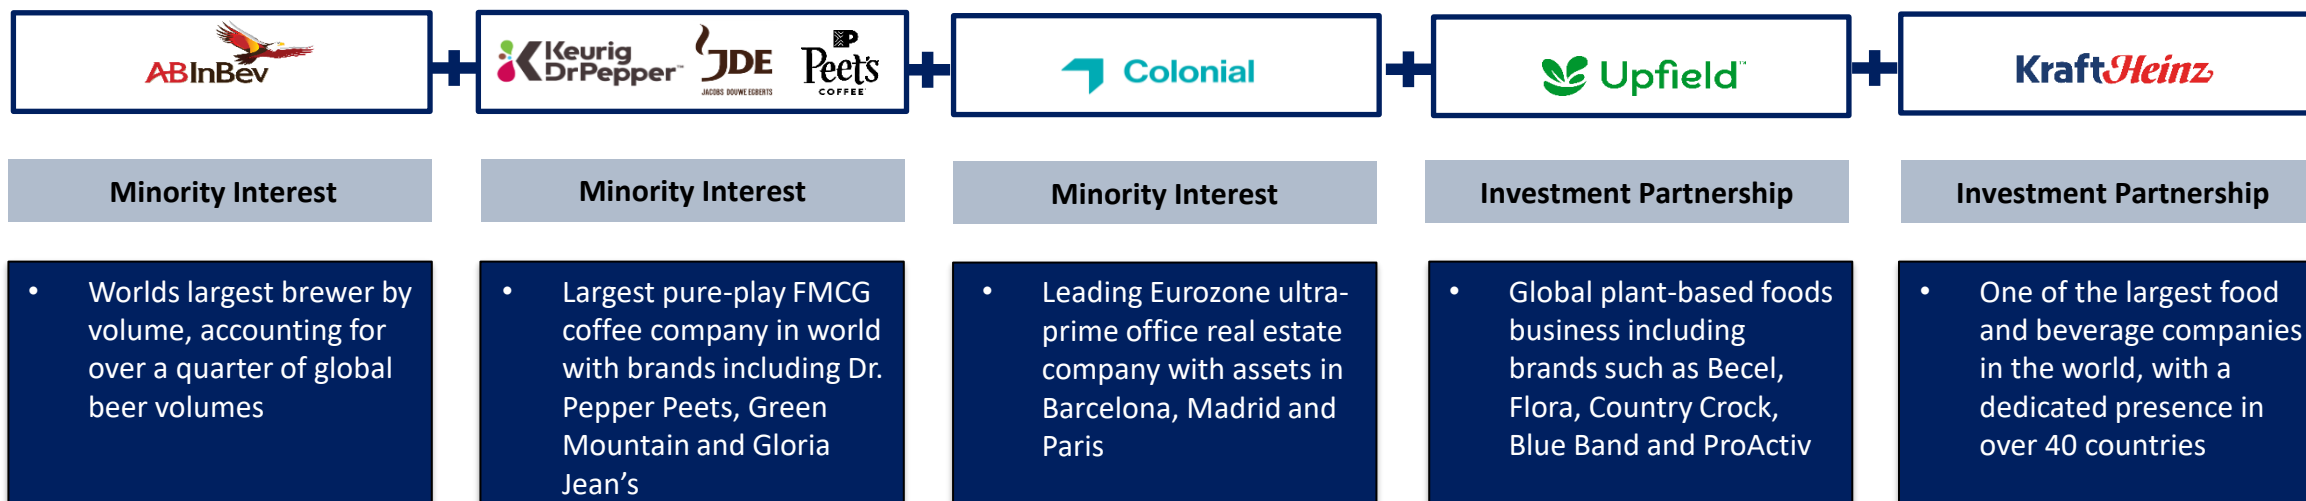 ABInBev
Keurig
DrPepper™
JDE
JACOBS DOUWE EGBERTS
Peet's
COFFEE
Colonial
Upfield™
Kraft Heinz
Minority Interest
Minority Interest
Minority Interest
Investment Partnership
Investment Partnership
• Worlds largest brewer by
volume, accounting for
over a quarter of global
beer volumes
• Largest pure-play FMCG
coffee company in world
with brands including Dr.
Pepper Peets, Green
Mountain and Gloria
Jean’s
• Leading Eurozone ultra-
prime office real estate
company with assets in
Barcelona, Madrid and
Paris
• Global plant-based foods
business including
brands such as Becel,
Flora, Country Crock,
Blue Band and ProActiv
• One of the largest food
and beverage companies
in the world, with a
dedicated presence in
over 40 countries